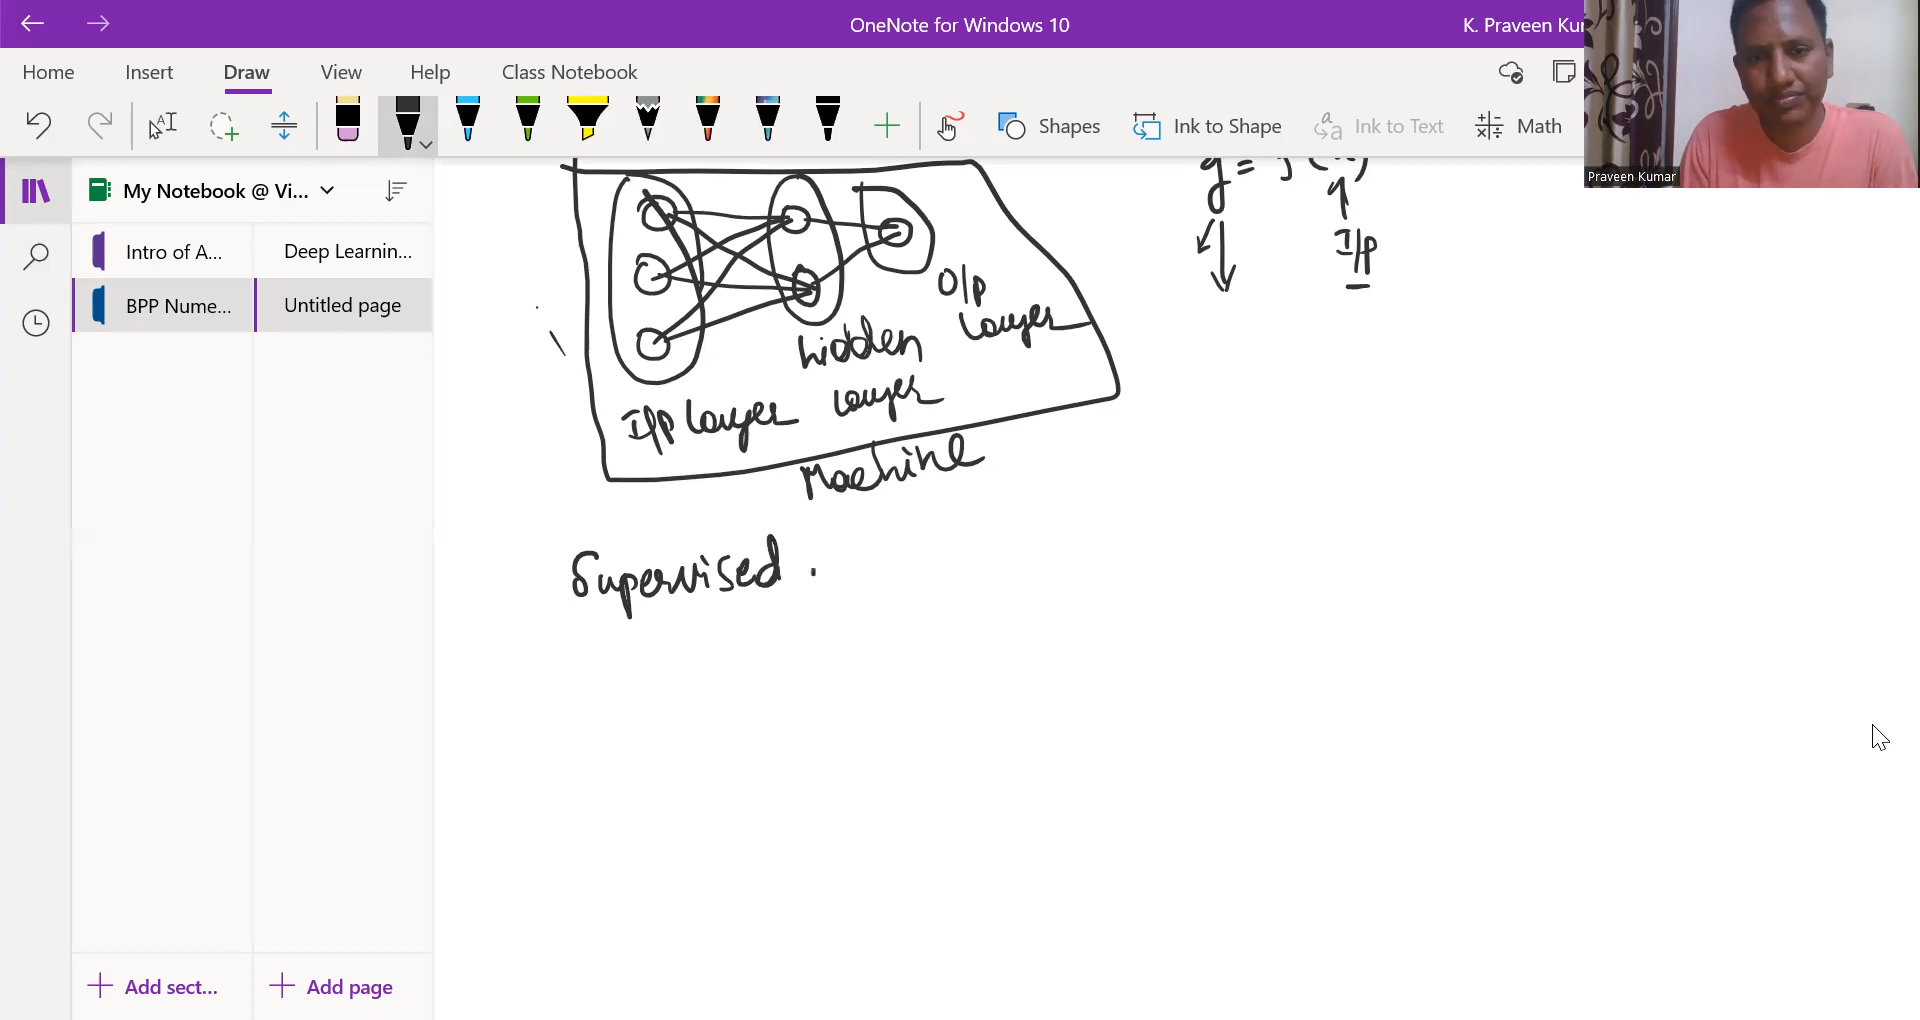 OneNote for Windows 10
K. Praveen Kur
Home Insert Draw View Help Class Notebook
Shapes Ink to Shape Ink to Text Math
Praveen Kumar
My Notebook @ Vi...
Intro of A...
Deep Learnin...
BPP Nume...
Untitled page
y =
I/p
O/p
Layer
hidden
Layer
I/p Layer
Machine
Supervised .
Add sect...
Add page